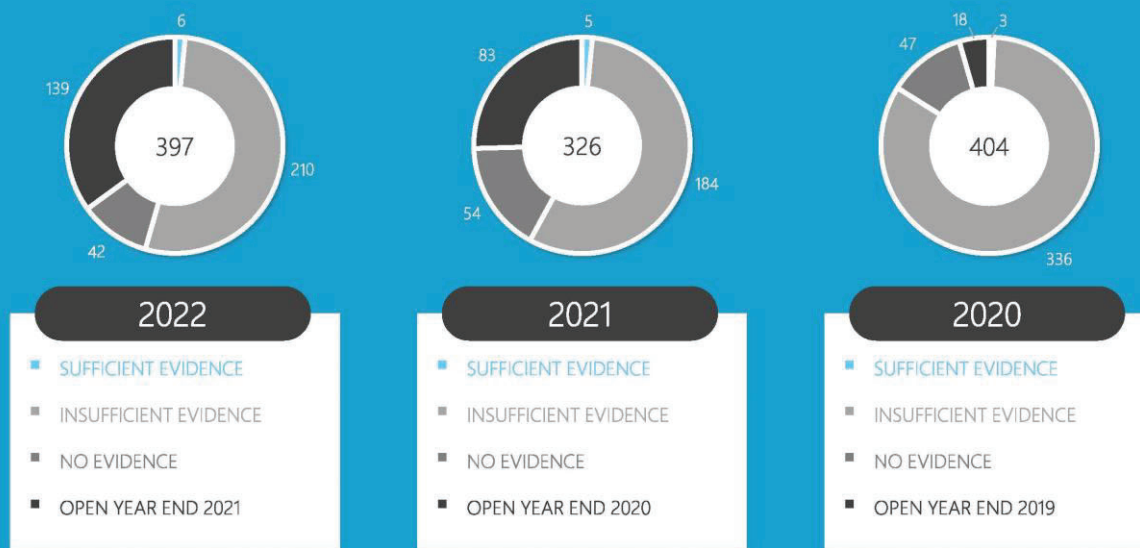 6
139
397
210
42
2022
SUFFICIENT EVIDENCE
INSUFFICIENT EVIDENCE
NO EVIDENCE
OPEN YEAR END 2021
5
83
326
184
54
2021
SUFFICIENT EVIDENCE
INSUFFICIENT EVIDENCE
NO EVIDENCE
OPEN YEAR END 2020
18
3
47
404
336
2020
SUFFICIENT EVIDENCE
INSUFFICIENT EVIDENCE
NO EVIDENCE
OPEN YEAR END 2019